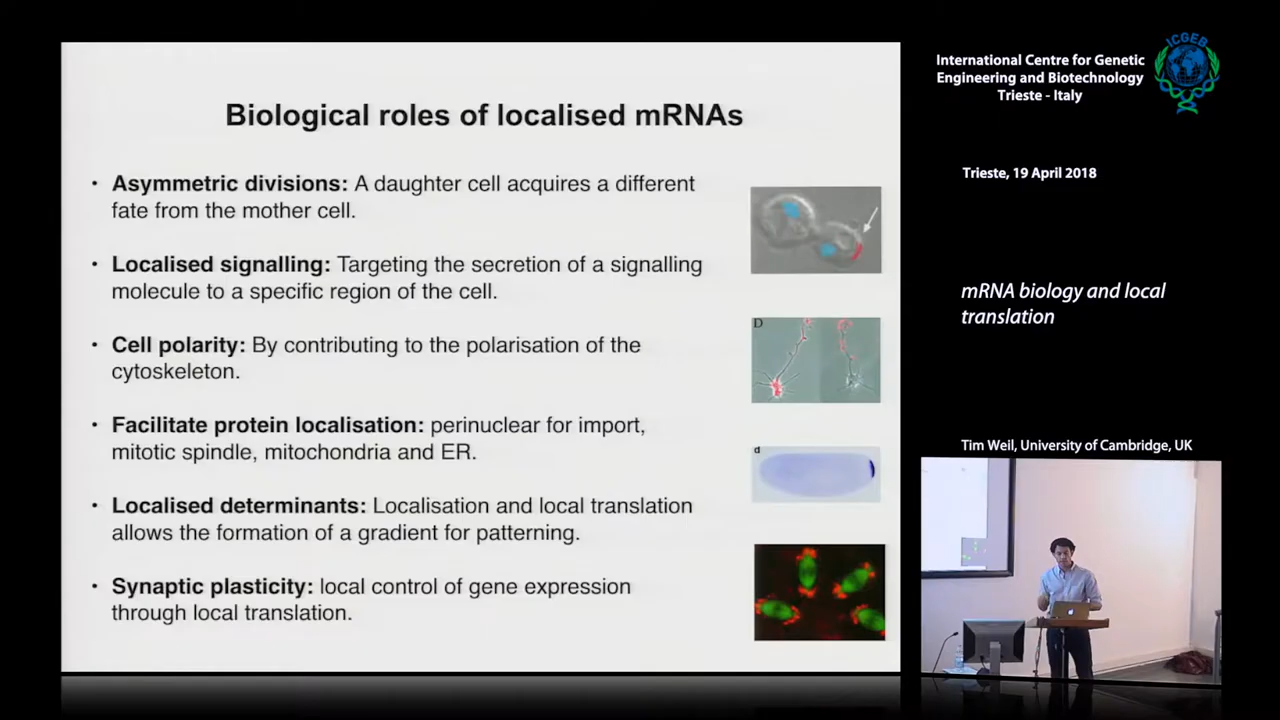 Biological roles of localised mRNAs
• Asymmetric divisions: A daughter cell acquires a different
fate from the mother cell.
• Localised signalling: Targeting the secretion of a signalling
molecule to a specific region of the cell.
• Cell polarity: By contributing to the polarisation of the
cytoskeleton.
• Facilitate protein localisation: perinuclear for import,
mitotic spindle, mitochondria and ER.
• Localised determinants: Localisation and local translation
allows the formation of a gradient for patterning.
• Synaptic plasticity: local control of gene expression
through local translation.
D
d
International Centre for Genetic
Engineering and Biotechnology
Trieste - Italy
ICGEB
Trieste, 19 April 2018
mRNA biology and local
translation
Tim Weil, University of Cambridge, UK